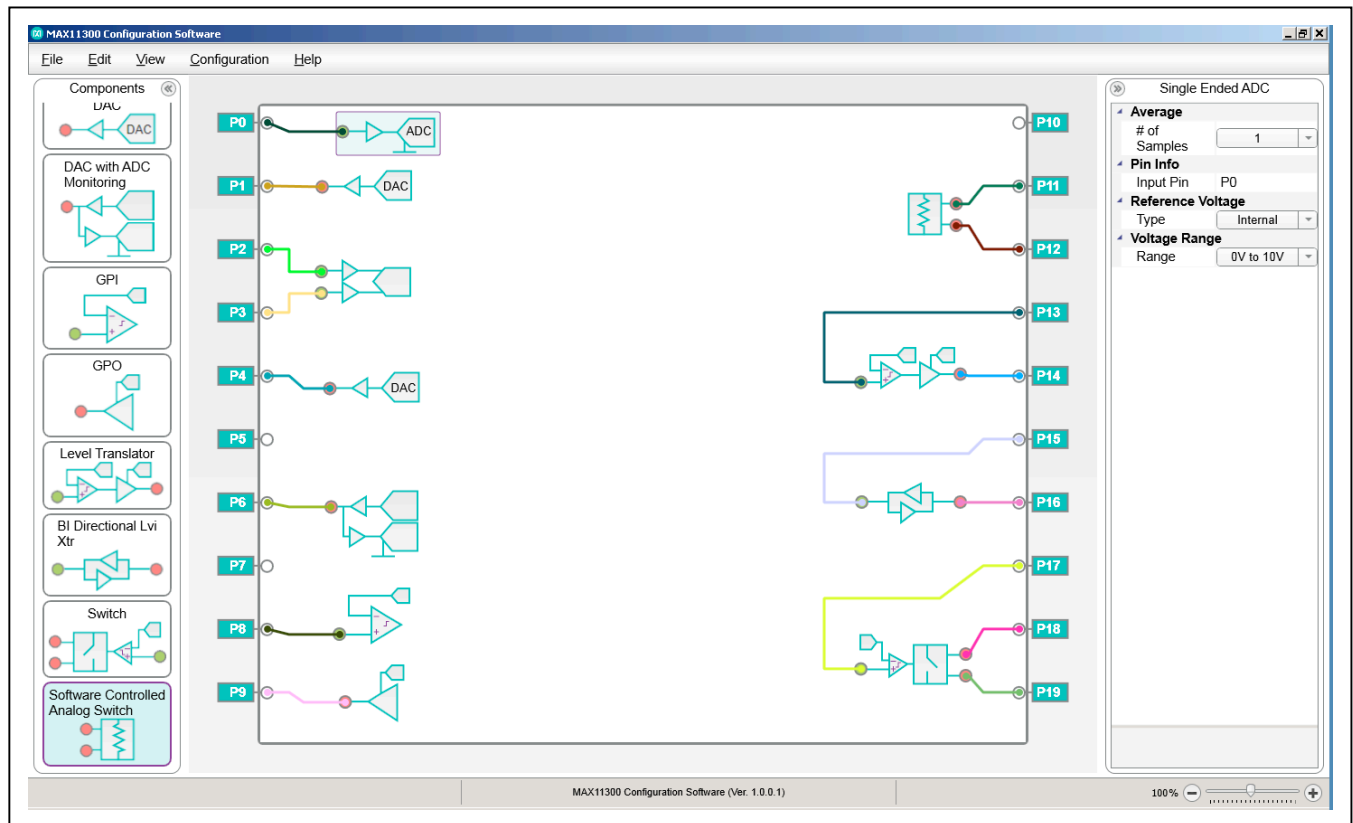 MAX11300 Configuration Software
File Edit View Configuration Help
Components
DAC
DAC
DAC with ADC
Monitoring
GPI
GPO
Level Translator
BI Directional Lvi
Xtr
Switch
Software Controlled
Analog Switch
P0
ADC
P1
DAC
P2
P3
P4
DAC
P5
P6
P7
P8
P9
P10
P11
P12
P13
P14
P15
P16
P17
P18
P19
Single Ended ADC
Average
# of
Samples
1
Pin Info
Input Pin P0
Reference Voltage
Type Internal
Voltage Range
Range 0V to 10V
MAX11300 Configuration Software (Ver. 1.0.0.1)
100%